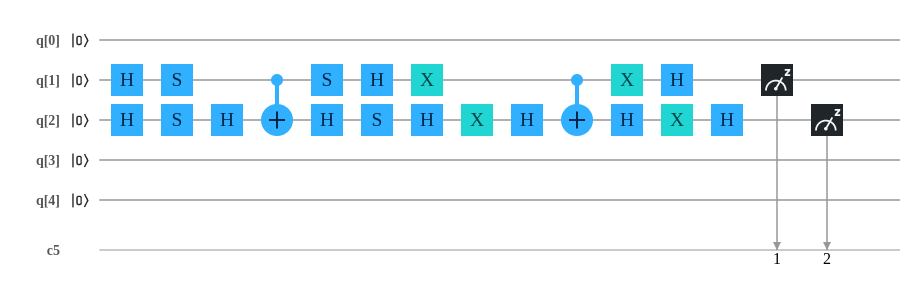 q[0] |0⟩
q[1] |0⟩ H S S H X X H z
q[2] |0⟩ H S H + H S H X H + H X H z
q[3] |0⟩
q[4] |0⟩
c5
1 2